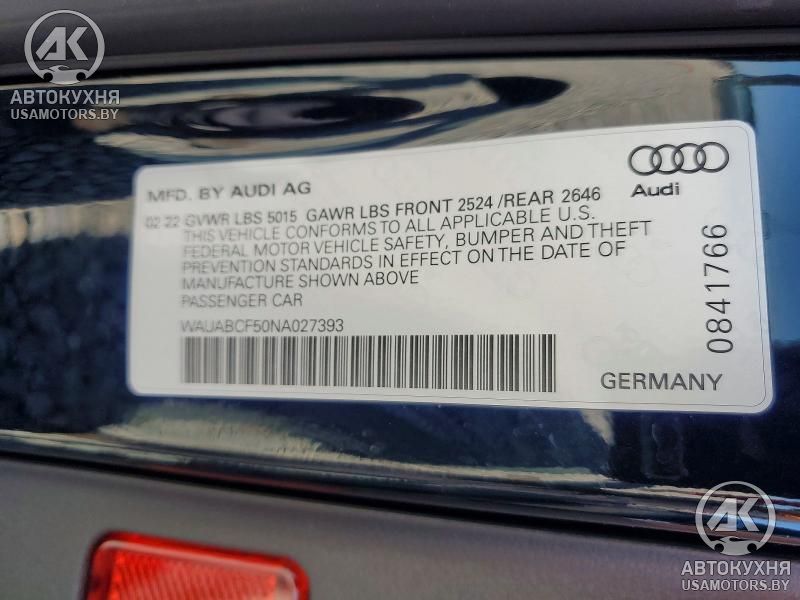 AK
АВТОКУХНЯ
USAMOTORS.BY
MFD. BY AUDI AG
Audi
02-22 GVWR LBS 5015 GAWR LBS FRONT 2524 /REAR 2646
THIS VEHICLE CONFORMS TO ALL APPLICABLE U.S.
FEDERAL MOTOR VEHICLE SAFETY, BUMPER AND THEFT
PREVENTION STANDARDS IN EFFECT ON THE DATE OF
MANUFACTURE SHOWN ABOVE
PASSENGER CAR
WAUABCF50NA027393
0841766
GERMANY
AK
АВТОКУХНЯ
USAMOTORS.BY